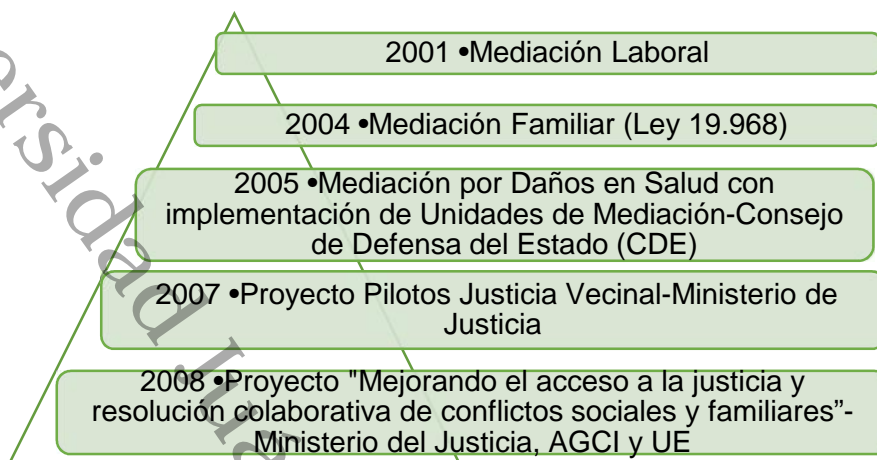 2001 •Mediación Laboral
2004 •Mediación Familiar (Ley 19.968)
2005 •Mediación por Daños en Salud con
implementación de Unidades de Mediación-Consejo
de Defensa del Estado (CDE)
2007 •Proyecto Pilotos Justicia Vecinal-Ministerio de
Justicia
2008 •Proyecto "Mejorando el acceso a la justicia y
resolución colaborativa de conflictos sociales y familiares”-
Ministerio del Justicia, AGCI y UE